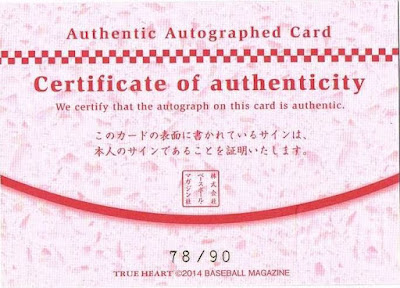 Authentic Autographed Card
Certificate of authenticity
We certify that the autograph on this card is authentic.
このカードの表面に書かれているサインは、
本人のサインであることを証明いたします。
株式会社
ベースボール
マガジン社
78/90
TRUE HEART ©2014 BASEBALL MAGAZINE